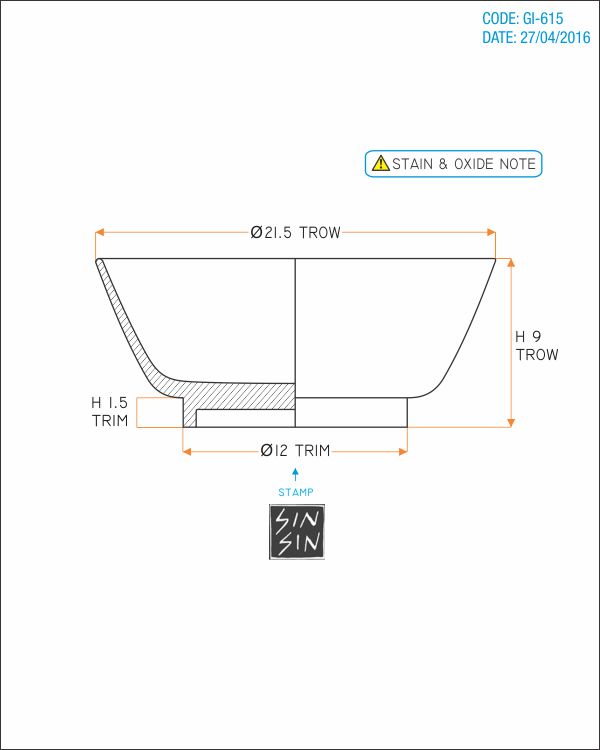 CODE: GI-615
DATE: 27/04/2016
STAIN & OXIDE NOTE
Ø21.5 TROW
H 9
TROW
H 1.5
TRIM
Ø12 TRIM
STAMP
SIN
SIN